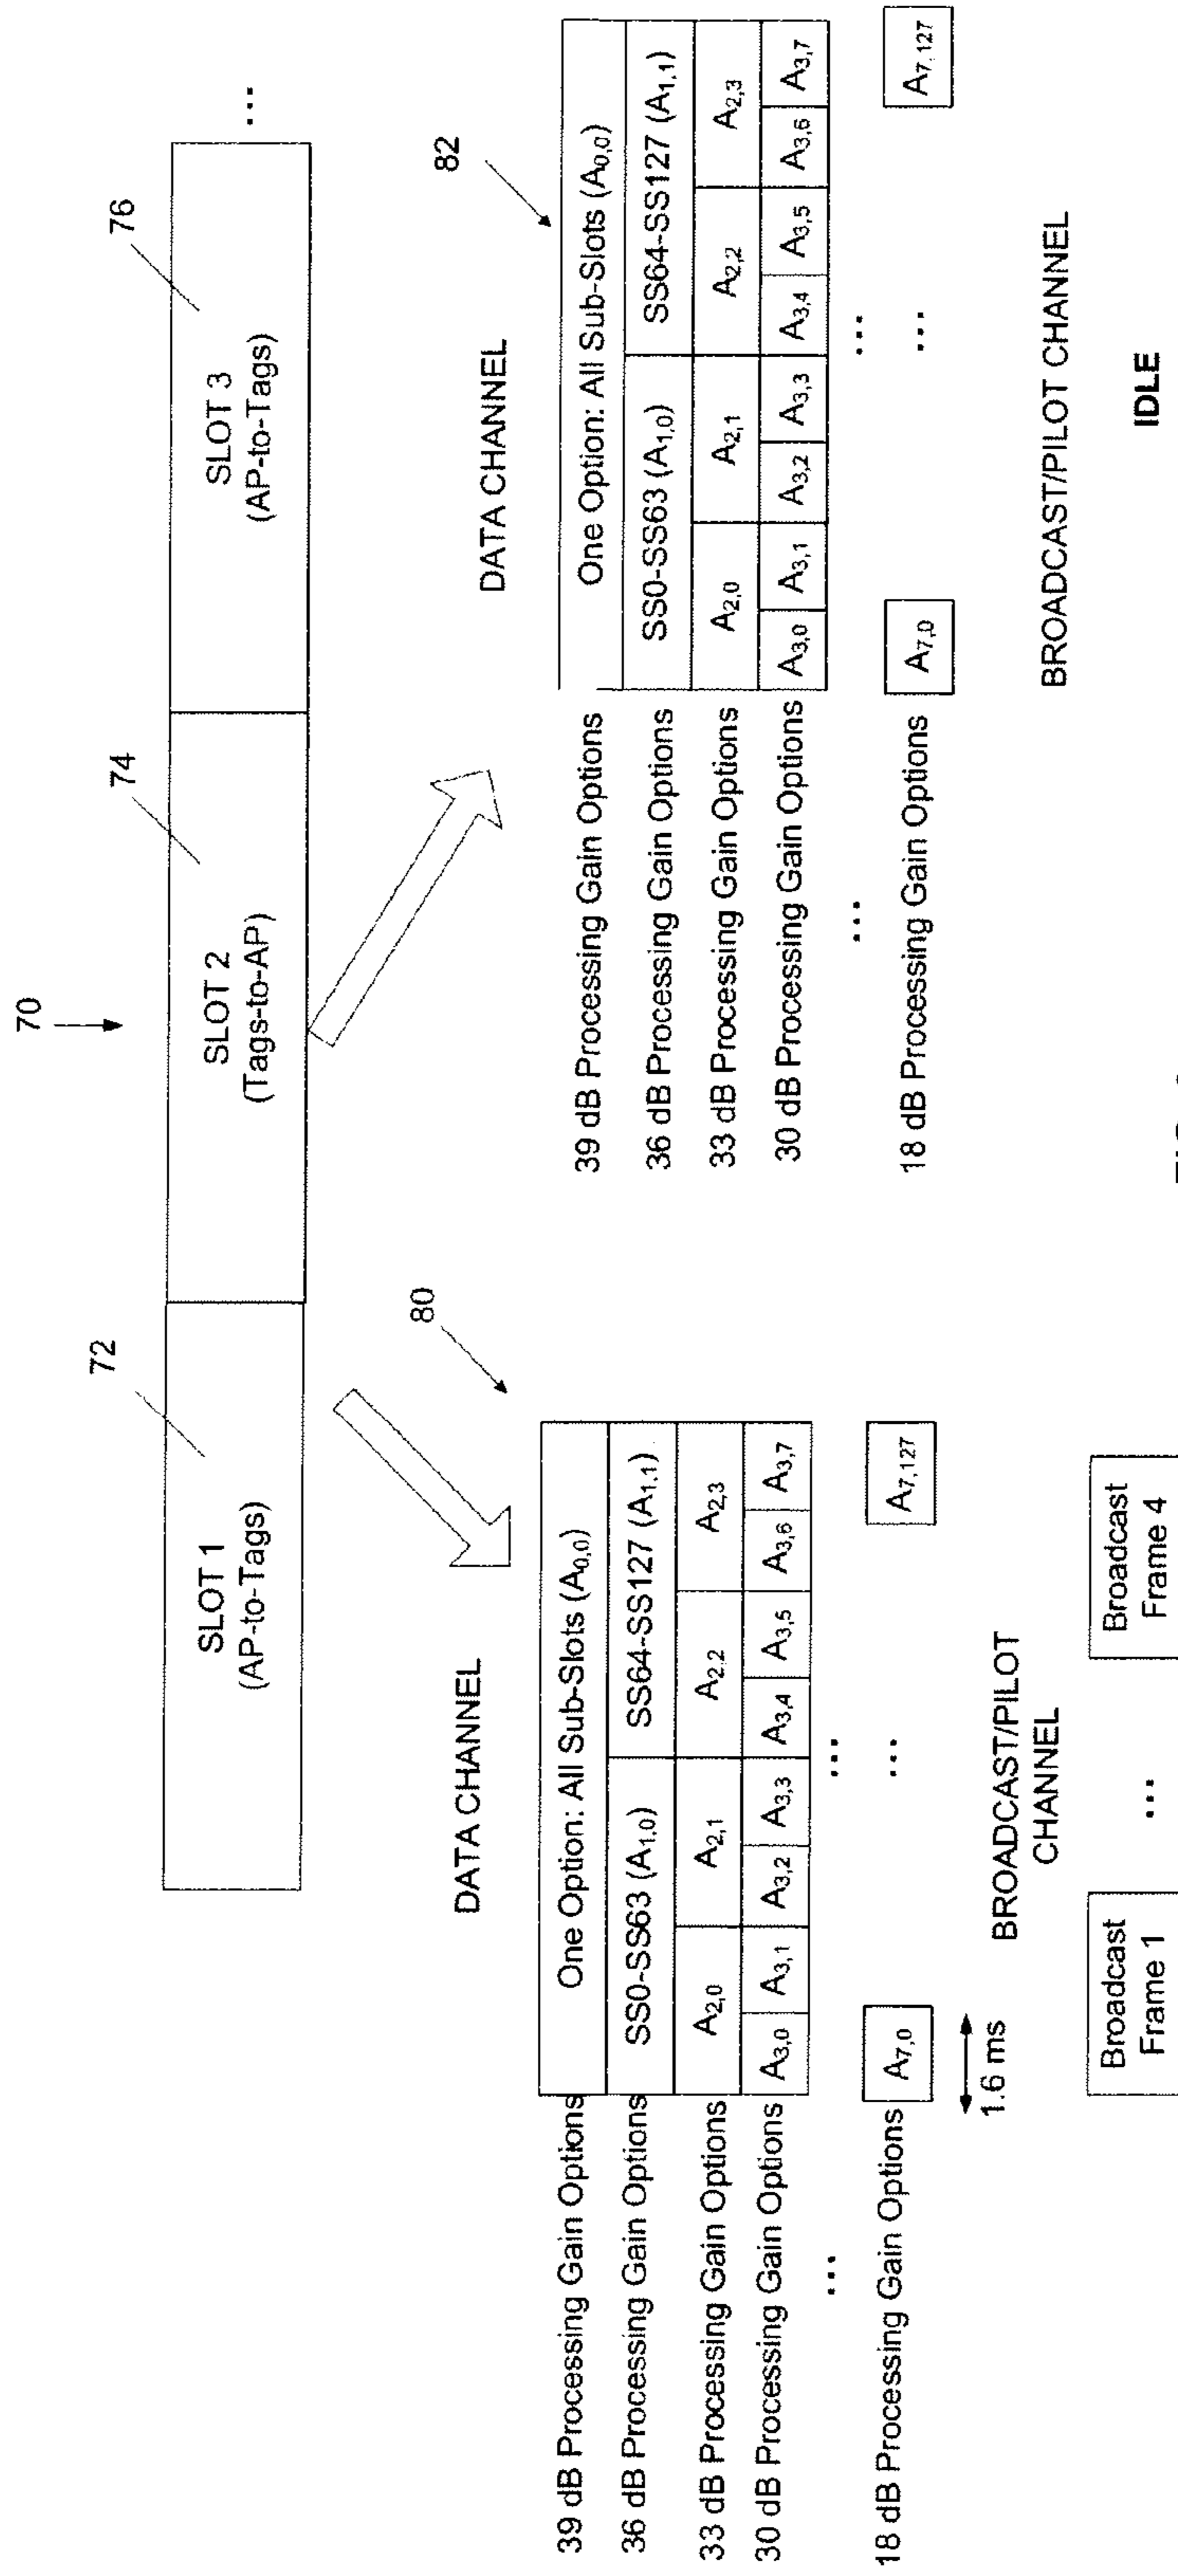 70
72
74
76
SLOT 1
(AP-to-Tags)
SLOT 2
(Tags-to-AP)
SLOT 3
(AP-to-Tags)
...
80
DATA CHANNEL
39 dB Processing Gain Options
One Option: All Sub-Slots (A0,0)
36 dB Processing Gain Options
SS0-SS63 (A1,0)
SS64-SS127 (A1,1)
33 dB Processing Gain Options
A2,0
A2,1
A2,2
A2,3
30 dB Processing Gain Options
A3,0
A3,1
A3,2
A3,3
A3,4
A3,5
A3,6
A3,7
...
...
18 dB Processing Gain Options
A7,0
...
A7,127
1.6 ms
BROADCAST/PILOT
CHANNEL
Broadcast
Frame 1
...
Broadcast
Frame 4
82
DATA CHANNEL
39 dB Processing Gain Options
One Option: All Sub-Slots (A0,0)
36 dB Processing Gain Options
SS0-SS63 (A1,0)
SS64-SS127 (A1,1)
33 dB Processing Gain Options
A2,0
A2,1
A2,2
A2,3
30 dB Processing Gain Options
A3,0
A3,1
A3,2
A3,3
A3,4
A3,5
A3,6
A3,7
...
...
18 dB Processing Gain Options
A7,0
...
A7,127
BROADCAST/PILOT CHANNEL
IDLE